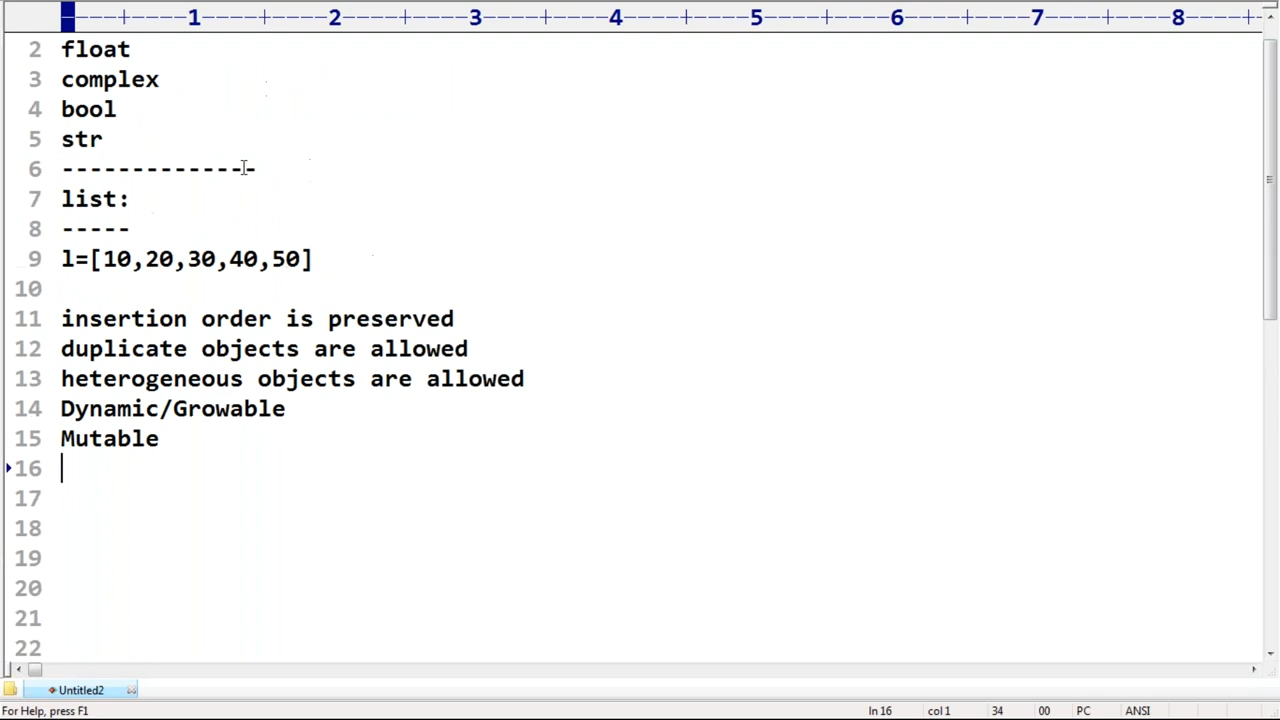 ----+----1----+----2----+----3----+----4----+----5----+----6----+----7----+----8----+
2 float
3 complex
4 bool
5 str
6 --------------
7 list:
8 -----
9 l=[10,20,30,40,50]
10
11 insertion order is preserved
12 duplicate objects are allowed
13 heterogeneous objects are allowed
14 Dynamic/Growable
15 Mutable
16
17
18
19
20
21
22
Untitled2
For Help, press F1 ln 16 col 1 34 00 PC ANSI